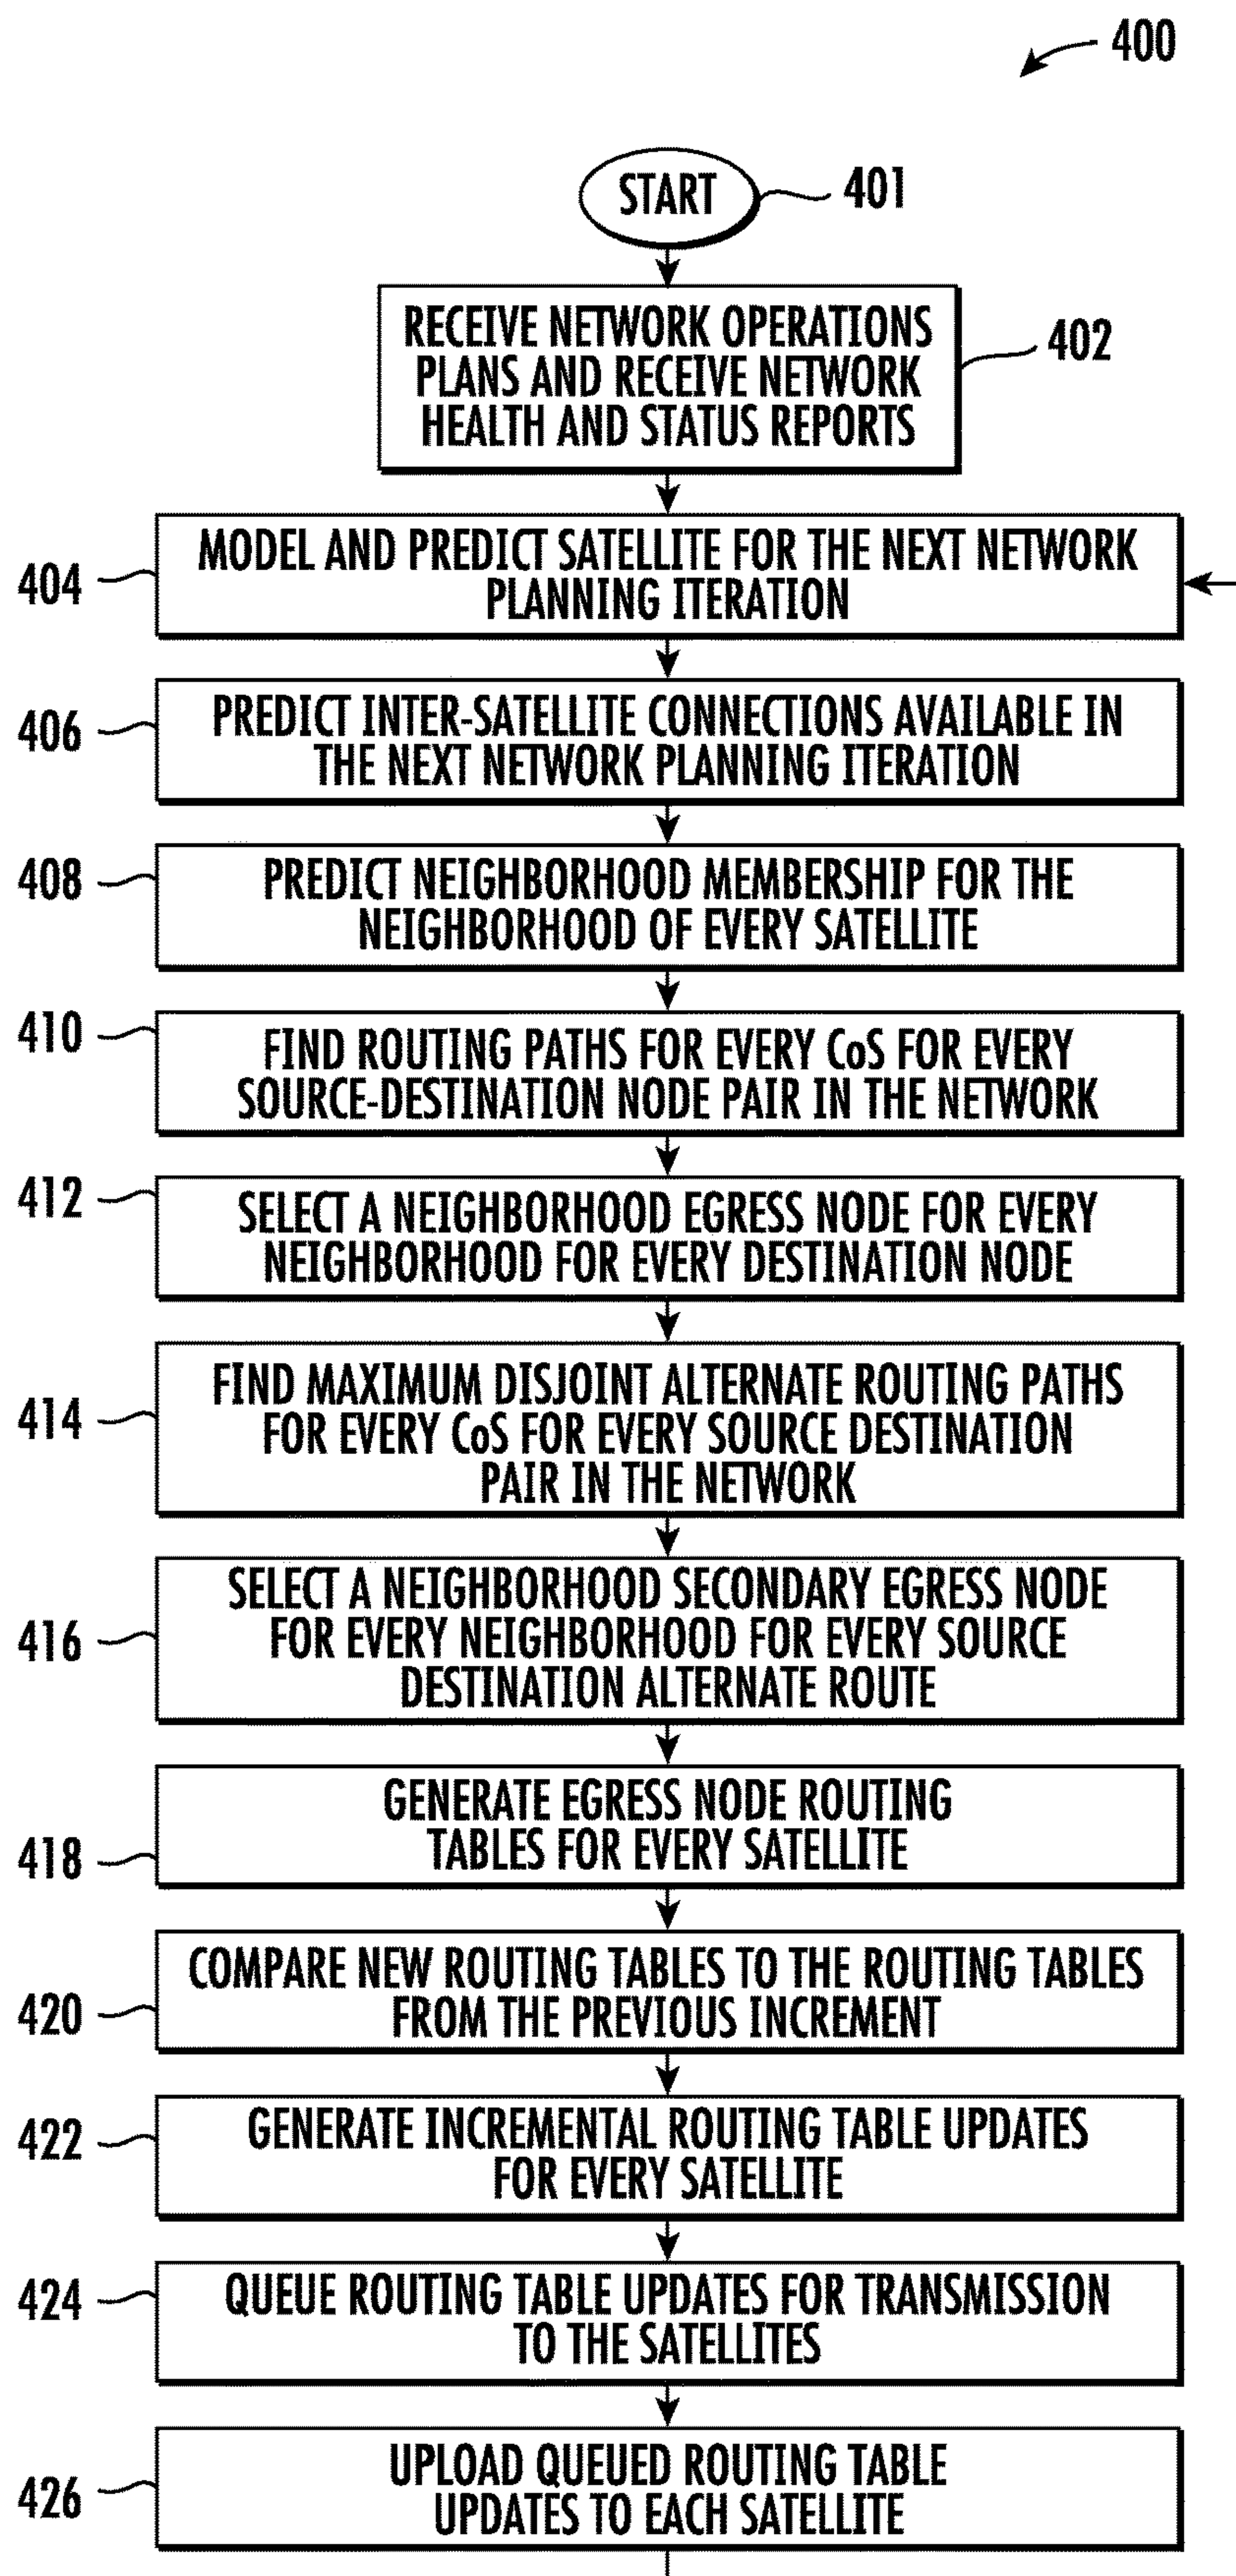 400
START
401
RECEIVE NETWORK OPERATIONS
PLANS AND RECEIVE NETWORK
HEALTH AND STATUS REPORTS
402
MODEL AND PREDICT SATELLITE FOR THE NEXT NETWORK
PLANNING ITERATION
404
PREDICT INTER-SATELLITE CONNECTIONS AVAILABLE IN
THE NEXT NETWORK PLANNING ITERATION
406
PREDICT NEIGHBORHOOD MEMBERSHIP FOR THE
NEIGHBORHOOD OF EVERY SATELLITE
408
FIND ROUTING PATHS FOR EVERY CoS FOR EVERY
SOURCE-DESTINATION NODE PAIR IN THE NETWORK
410
SELECT A NEIGHBORHOOD EGRESS NODE FOR EVERY
NEIGHBORHOOD FOR EVERY DESTINATION NODE
412
FIND MAXIMUM DISJOINT ALTERNATE ROUTING PATHS
FOR EVERY CoS FOR EVERY SOURCE DESTINATION
PAIR IN THE NETWORK
414
SELECT A NEIGHBORHOOD SECONDARY EGRESS NODE
FOR EVERY NEIGHBORHOOD FOR EVERY SOURCE
DESTINATION ALTERNATE ROUTE
416
GENERATE EGRESS NODE ROUTING
TABLES FOR EVERY SATELLITE
418
COMPARE NEW ROUTING TABLES TO THE ROUTING TABLES
FROM THE PREVIOUS INCREMENT
420
GENERATE INCREMENTAL ROUTING TABLE UPDATES
FOR EVERY SATELLITE
422
QUEUE ROUTING TABLE UPDATES FOR TRANSMISSION
TO THE SATELLITES
424
UPLOAD QUEUED ROUTING TABLE
UPDATES TO EACH SATELLITE
426